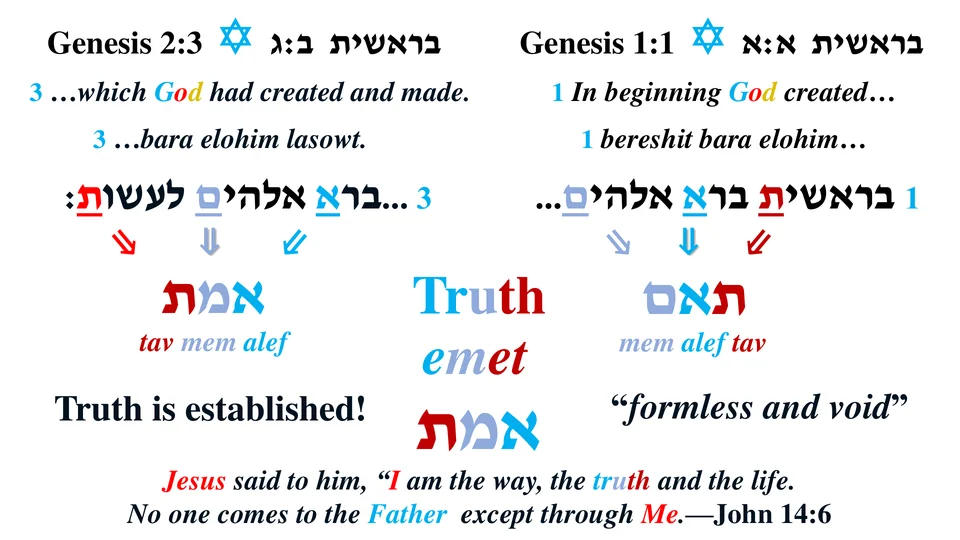 Genesis 2:3 ✡ בראשית ב:ג
3 …which God had created and made.
3 …bara elohim lasowt.
3 …ברא אלהים לעשות:
⇘ ⇓ ⇙
אמת
tav mem alef
Truth is established!
Genesis 1:1 ✡ בראשית א:א
1 In beginning God created…
1 bereshit bara elohim…
1 בראשית ברא אלהים…
⇘ ⇓ ⇙
תאם
mem alef tav
“formless and void”
Truth
emet
אמת
Jesus said to him, “I am the way, the truth and the life.
No one comes to the Father except through Me.—John 14:6